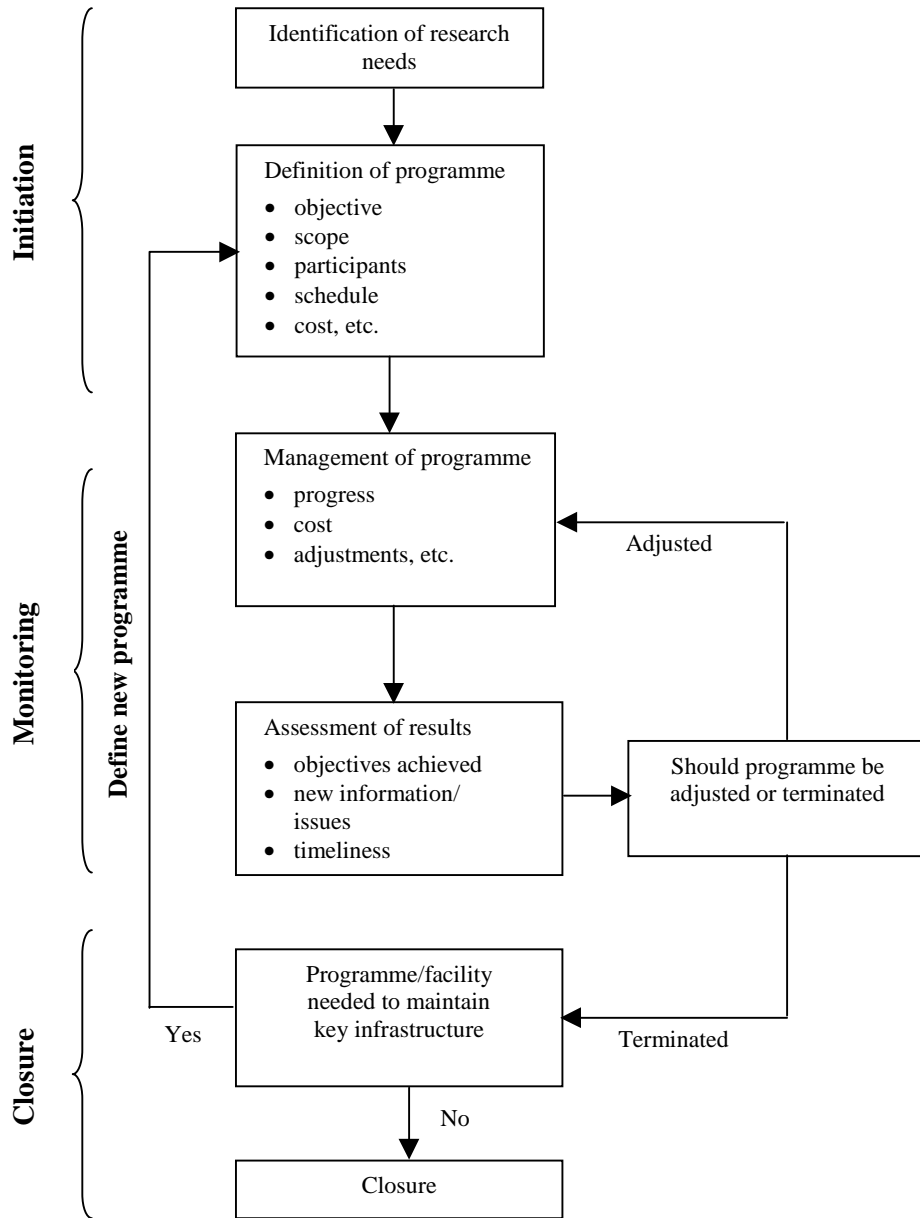 Identification of research
needs
Initiation
Definition of programme
• objective
• scope
• participants
• schedule
• cost, etc.
Management of programme
• progress
• cost
• adjustments, etc.
Adjusted
Monitoring
Define new programme
Assessment of results
• objectives achieved
• new information/
issues
• timeliness
Should programme be
adjusted or terminated
Closure
Programme/facility
needed to maintain
key infrastructure
Yes
Terminated
No
Closure